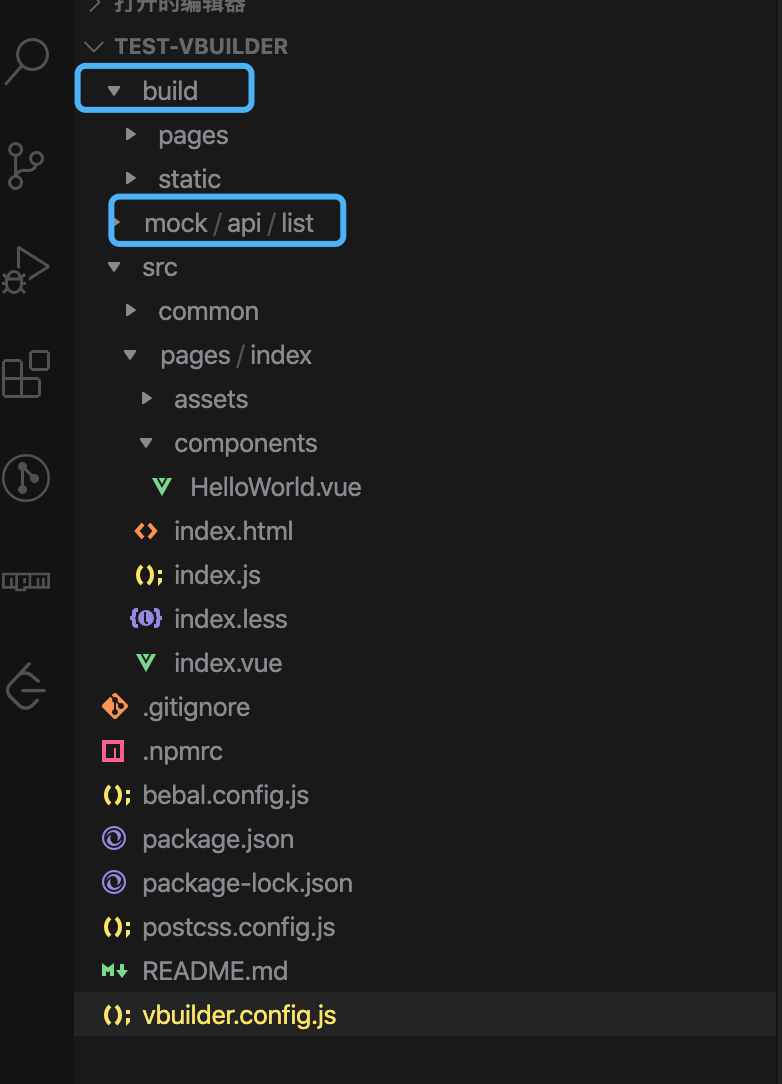 打开的编辑器
TEST-VBUILDER
build
pages
static
mock / api / list
src
common
pages / index
assets
components
HelloWorld.vue
index.html
index.js
index.less
index.vue
.gitignore
.npmrc
bebal.config.js
package.json
package-lock.json
postcss.config.js
README.md
vbuilder.config.js